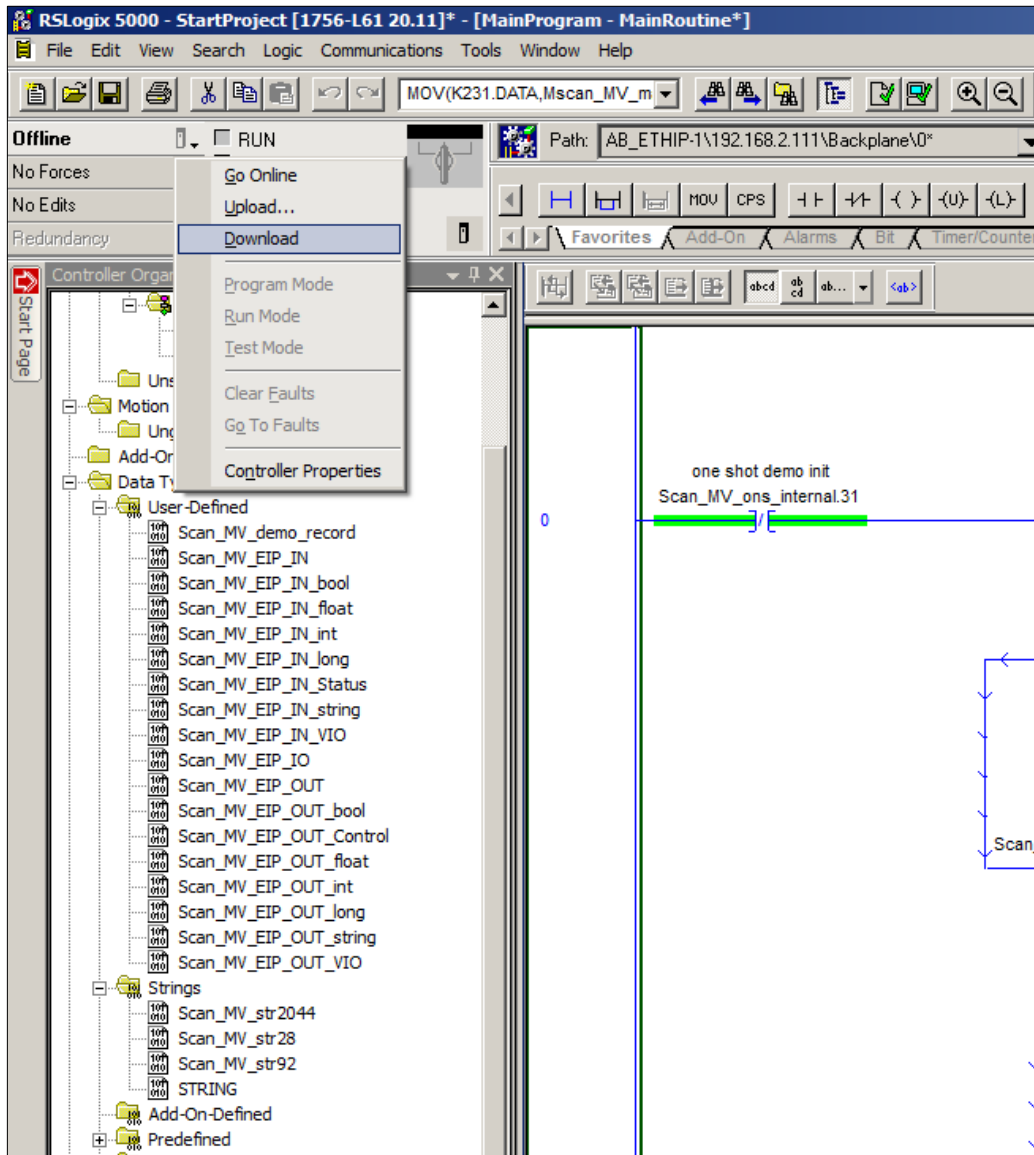 RSLogix 5000 - StartProject [1756-L61 20.11]* - [MainProgram - MainRoutine*]
File Edit View Search Logic Communications Tools Window Help
MOV(K231.DATA,Mscan_MV_m
Offline RUN
Path: AB_ETHIP-1\192.168.2.111\Backplane\0*
No Forces
No Edits
Redundancy
Go Online
Upload...
Download
Program Mode
Run Mode
Test Mode
Clear Faults
Go To Faults
Controller Properties
MOV CPS (U) (L)
Favorites Add-On Alarms Bit Timer/Counter
abcd ab cd ab... <ab>
Start Page
Controller Organ
Uns
Motion
Ung
Add-On
Data Ty
User-Defined
Scan_MV_demo_record
Scan_MV_EIP_IN
Scan_MV_EIP_IN_bool
Scan_MV_EIP_IN_float
Scan_MV_EIP_IN_int
Scan_MV_EIP_IN_long
Scan_MV_EIP_IN_Status
Scan_MV_EIP_IN_string
Scan_MV_EIP_IN_VIO
Scan_MV_EIP_IO
Scan_MV_EIP_OUT
Scan_MV_EIP_OUT_bool
Scan_MV_EIP_OUT_Control
Scan_MV_EIP_OUT_float
Scan_MV_EIP_OUT_int
Scan_MV_EIP_OUT_long
Scan_MV_EIP_OUT_string
Scan_MV_EIP_OUT_VIO
Strings
Scan_MV_str2044
Scan_MV_str28
Scan_MV_str92
STRING
Add-On-Defined
Predefined
one shot demo init
Scan_MV_ons_internal.31
0
Scan_